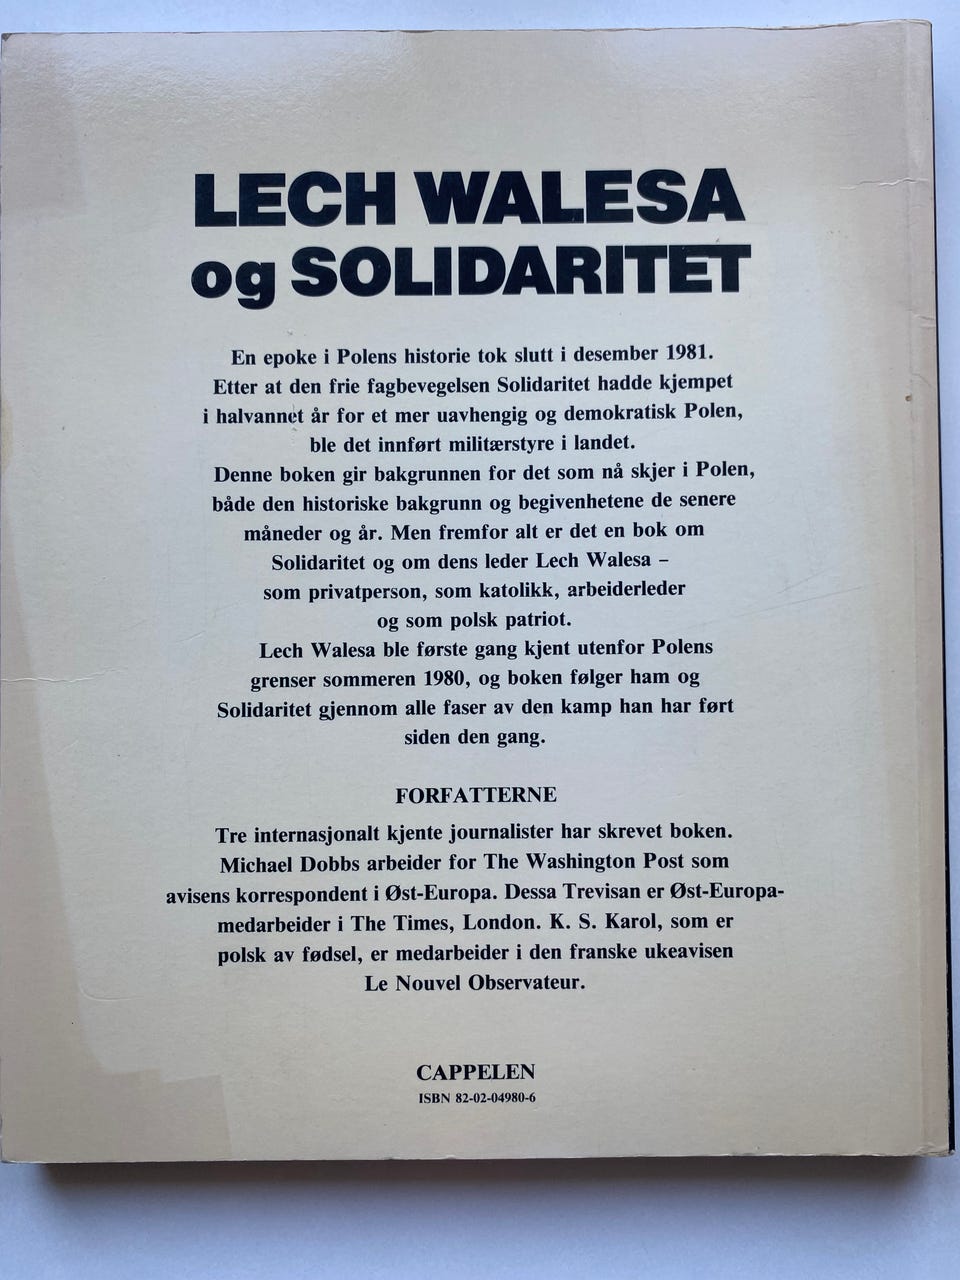 LECH WALESA
og SOLIDARITET
En epoke i Polens historie tok slutt i desember 1981.
Etter at den frie fagbevegelsen Solidaritet hadde kjempet
i halvannet år for et mer uavhengig og demokratisk Polen,
ble det innført militærstyre i landet.
Denne boken gir bakgrunnen for det som nå skjer i Polen,
både den historiske bakgrunn og begivenhetene de senere
måneder og år. Men fremfor alt er det en bok om
Solidaritet og om dens leder Lech Walesa –
som privatperson, som katolikk, arbeiderleder
og som polsk patriot.
Lech Walesa ble første gang kjent utenfor Polens
grenser sommeren 1980, og boken følger ham og
Solidaritet gjennom alle faser av den kamp han har ført
siden den gang.
FORFATTERNE
Tre internasjonalt kjente journalister har skrevet boken.
Michael Dobbs arbeider for The Washington Post som
avisens korrespondent i Øst-Europa. Dessa Trevisan er Øst-Europa-
medarbeider i The Times, London. K. S. Karol, som er
polsk av fødsel, er medarbeider i den franske ukeavisen
Le Nouvel Observateur.
CAPPELEN
ISBN 82-02-04980-6